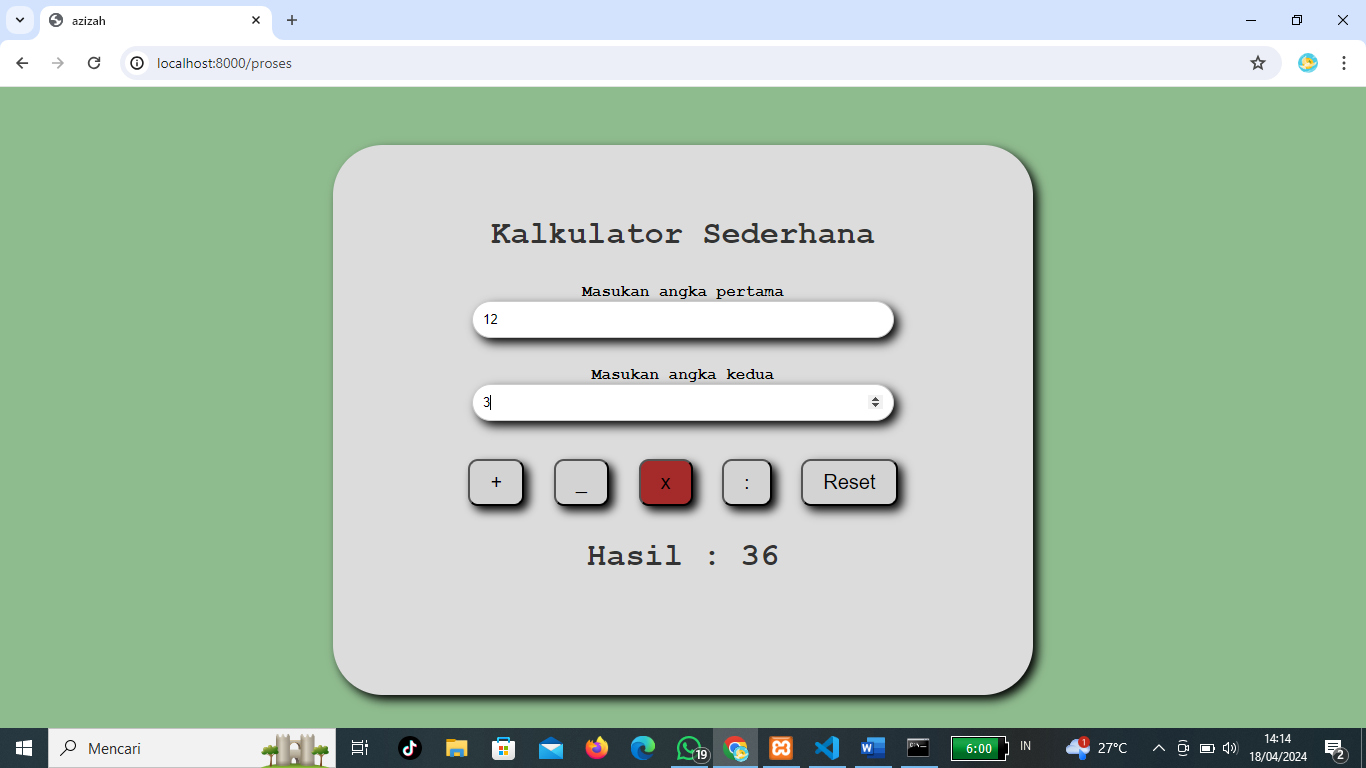 azizah
localhost:8000/proses
Kalkulator Sederhana
Masukan angka pertama
12
Masukan angka kedua
3
+ _ x : Reset
Hasil : 36
Mencari
19
6:00
IN
1
27°C
14:14
18/04/2024
2